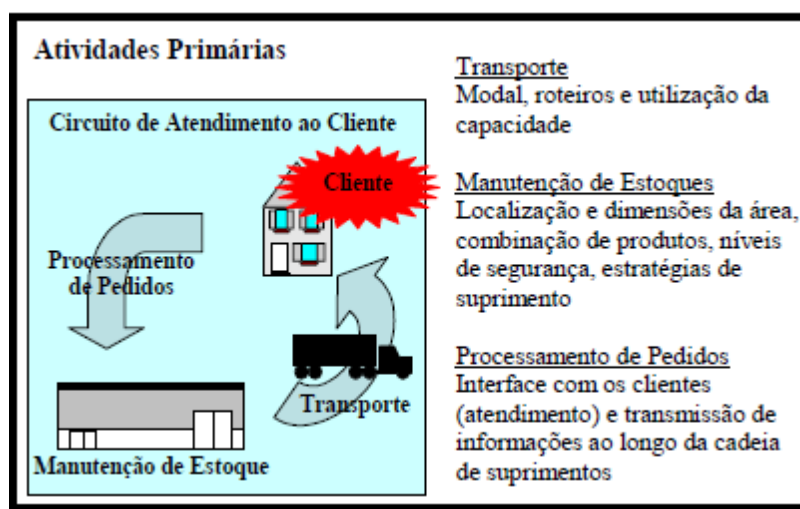 Atividades Primárias
Circuito de Atendimento ao Cliente
Cliente
Processamento
de Pedidos
Transporte
Manutenção de Estoque
Transporte
Modal, roteiros e utilização da
capacidade
Manutenção de Estoques
Localização e dimensões da área,
combinação de produtos, níveis
de segurança, estratégias de
suprimento
Processamento de Pedidos
Interface com os clientes
(atendimento) e transmissão de
informações ao longo da cadeia
de suprimentos